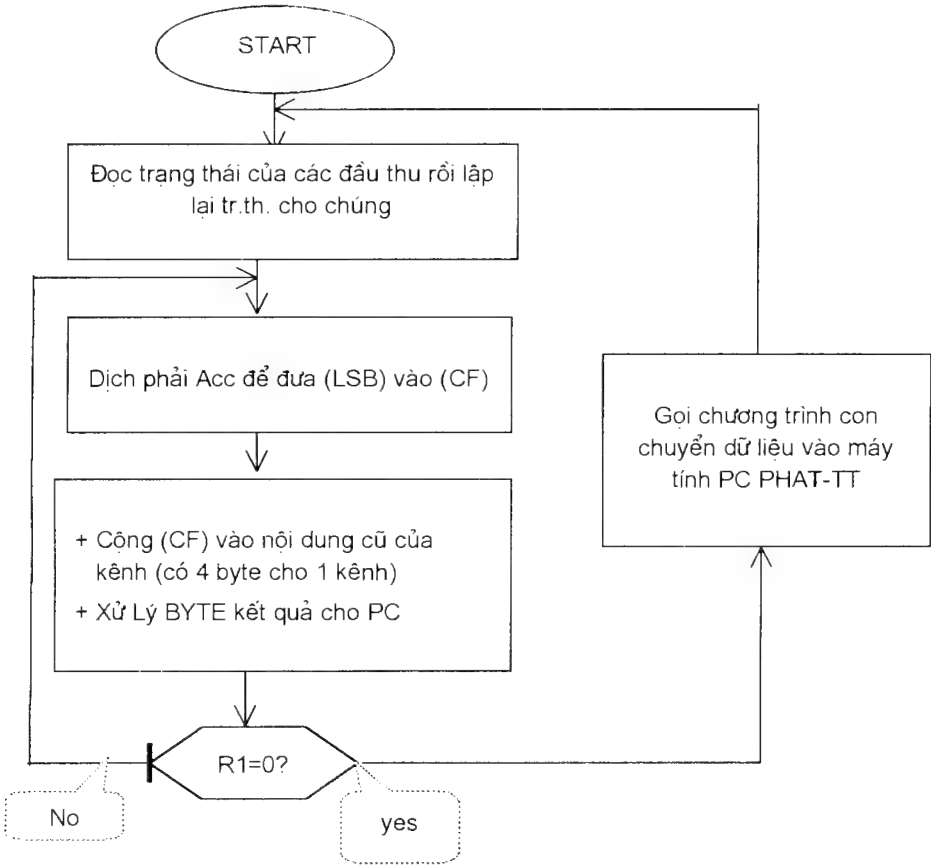 START
Đọc trạng thái của các đầu thu rồi lập
lại tr.th. cho chúng
Dịch phải Acc để đưa (LSB) vào (CF)
+ Cộng (CF) vào nội dung cũ của
kênh (có 4 byte cho 1 kênh)
+ Xử Lý BYTE kết quả cho PC
R1=0?
No
yes
Gọi chương trình con
chuyển dữ liệu vào máy
tính PC PHAT-TT